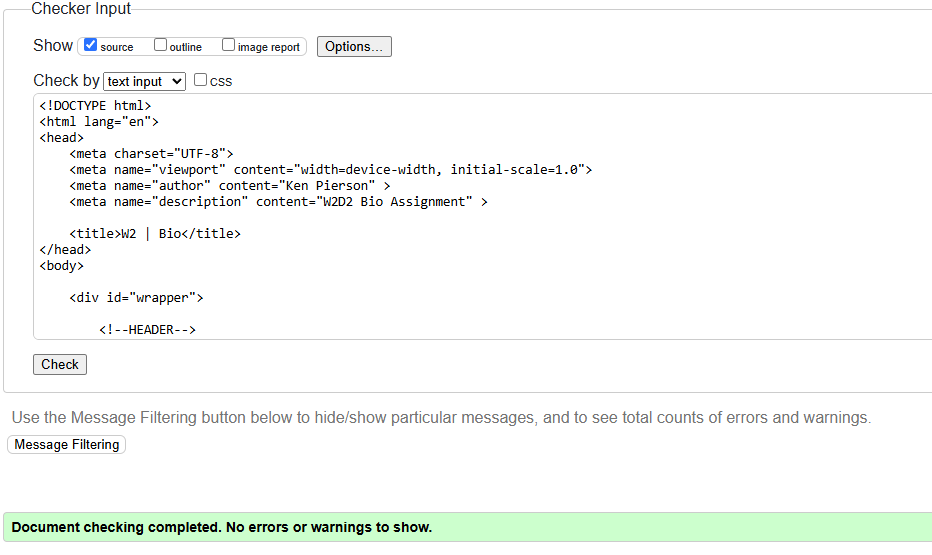 Checker Input
Show source outline image report Options...
Check by text input css
<!DOCTYPE html>
<html lang="en">
<head>
    <meta charset="UTF-8">
    <meta name="viewport" content="width=device-width, initial-scale=1.0">
    <meta name="author" content="Ken Pierson" >
    <meta name="description" content="W2D2 Bio Assignment" >
    <title>W2 | Bio</title>
</head>
<body>
    <div id="wrapper">
        <!--HEADER-->
Check
Use the Message Filtering button below to hide/show particular messages, and to see total counts of errors and warnings.
Message Filtering
Document checking completed. No errors or warnings to show.